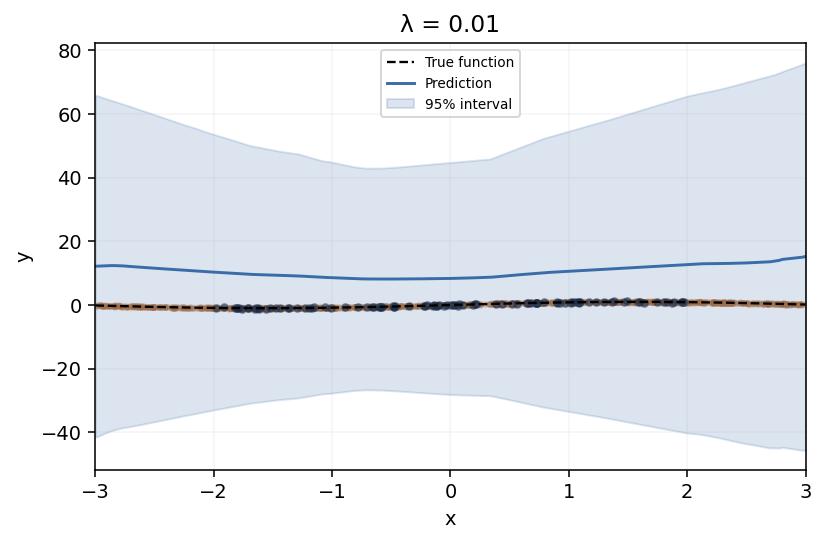 λ = 0.01
True function
Prediction
95% interval
y
80
60
40
20
0
−20
−40
−3
−2
−1
0
1
2
3
x